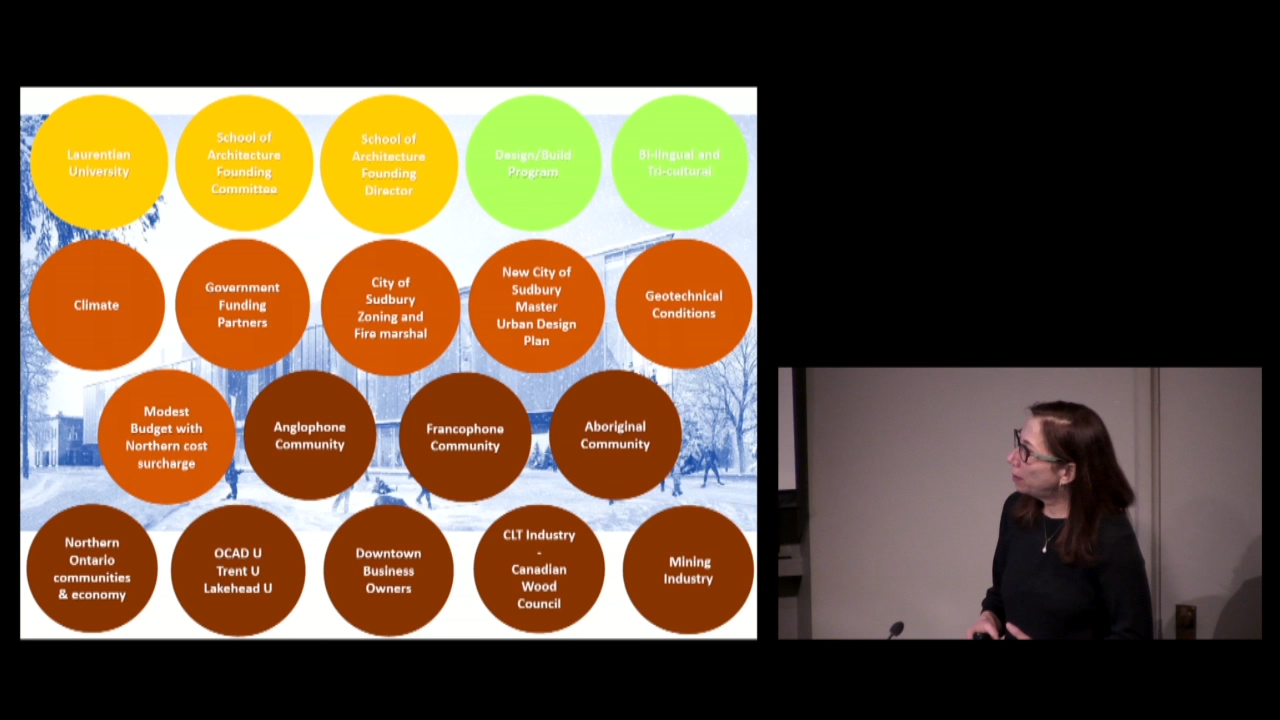 Laurentian
University
School of
Architecture
Founding
Committee
School of
Architecture
Founding
Director
Design/Build
Program
Bi-lingual and
Tri-cultural
Climate
Government
Funding
Partners
City of
Sudbury
Zoning and
Fire marshal
New City of
Sudbury
Master
Urban Design
Plan
Geotechnical
Conditions
Modest
Budget with
Northern cost
surcharge
Anglophone
Community
Francophone
Community
Aboriginal
Community
Northern
Ontario
communities
& economy
OCAD U
Trent U
Lakehead U
Downtown
Business
Owners
CLT Industry
-
Canadian
Wood
Council
Mining
Industry